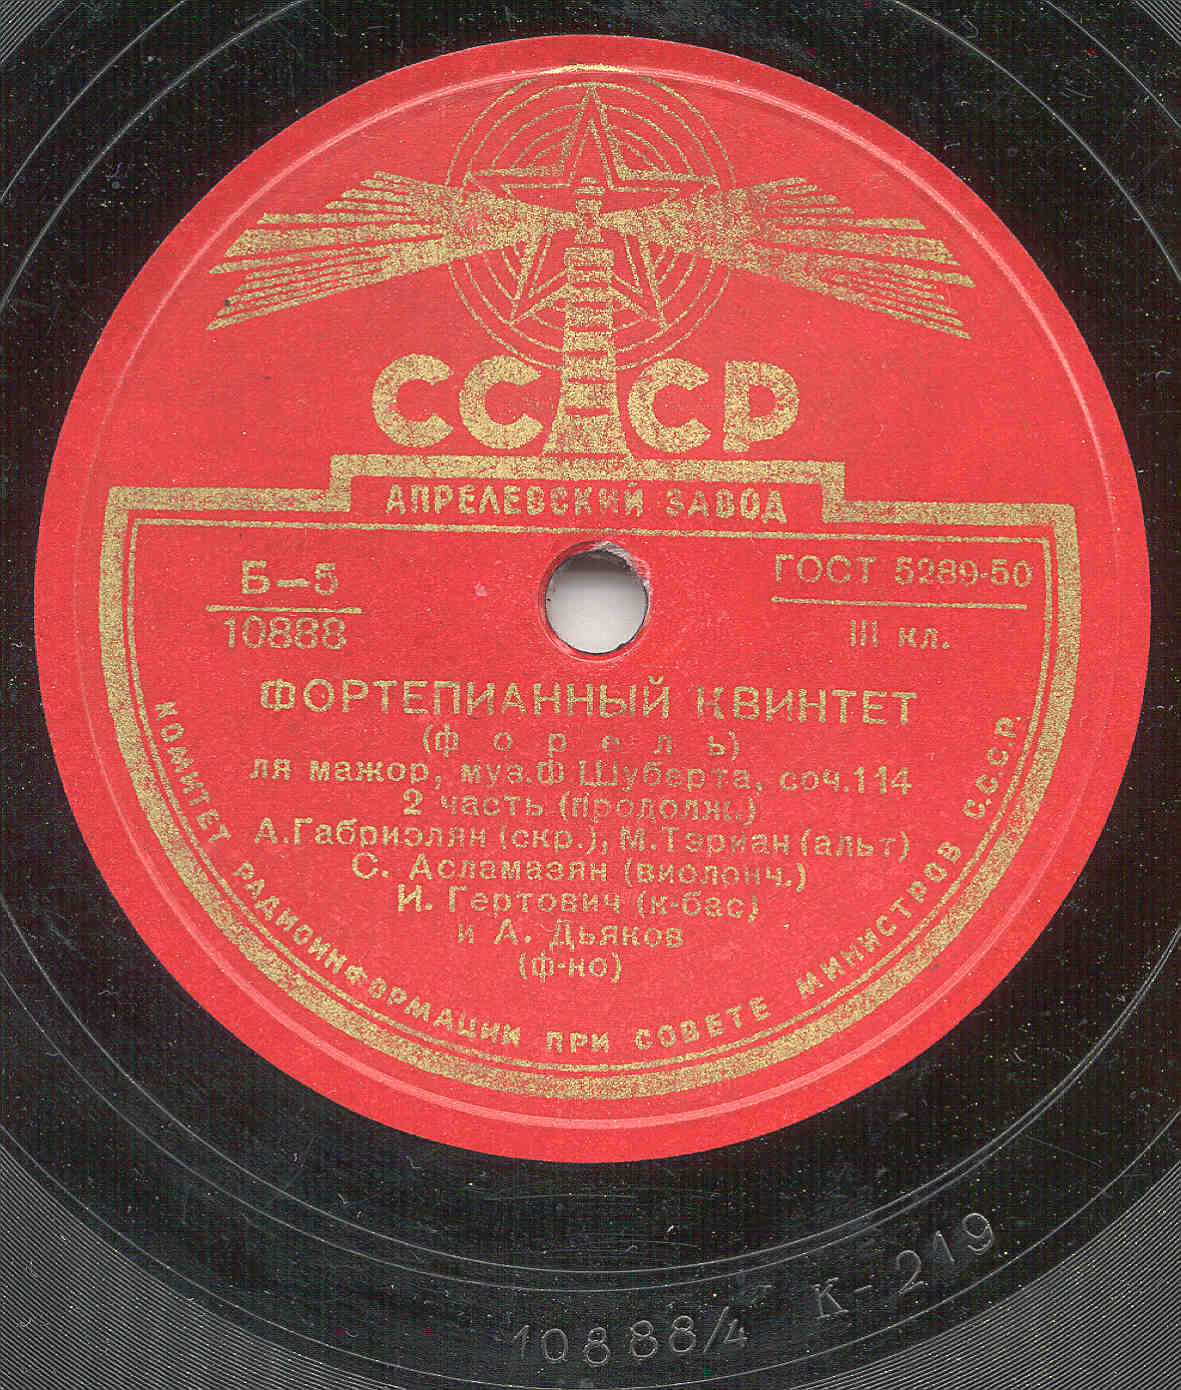 СССР
АПРЕЛЕВСКИЙ ЗАВОД
Б—5
10888
ГОСТ 5289-50
III кл.
ФОРТЕПИАННЫЙ КВИНТЕТ
(форель)
ля мажор, муз.Ф Шуберта, соч.114
2 часть (продолж.)
А.Габриэлян (скр.), М.Тэриан (альт)
С. Асламазян (виолонч.)
И. Гертович (к-бас)
и А. Дьяков
(ф-но)
КОМИТЕТ РАДИОИНФОРМАЦИИ ПРИ СОВЕТЕ МИНИСТРОВ С.С.С.Р.
10888/4 К-219